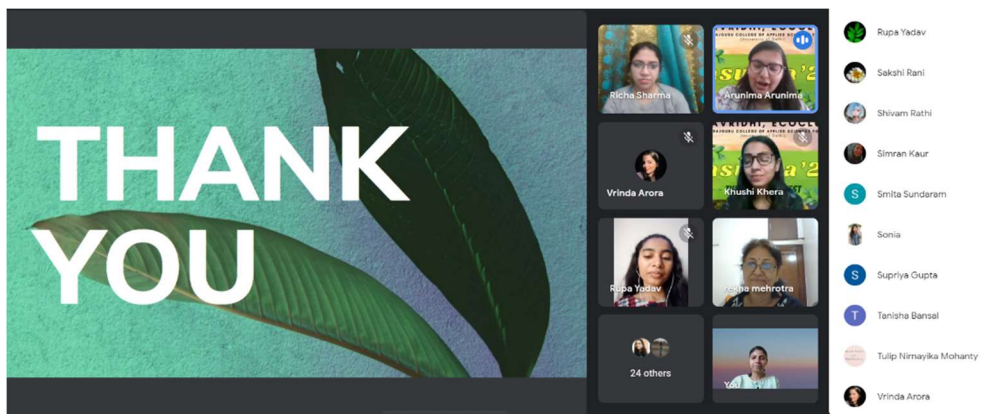 THANK
YOU
Richa Sharma
Arunima Arunima
Vrinda Arora
Khushi Khera
Rupa Yadav
rekha mehrotra
24 others
You
Rupa Yadav
Sakshi Rani
Shivam Rathi
Simran Kaur
S
Smita Sundaram
Sonia
S
Supriya Gupta
T
Tanisha Bansal
Tulip Nirnayika Mohanty
Vrinda Arora